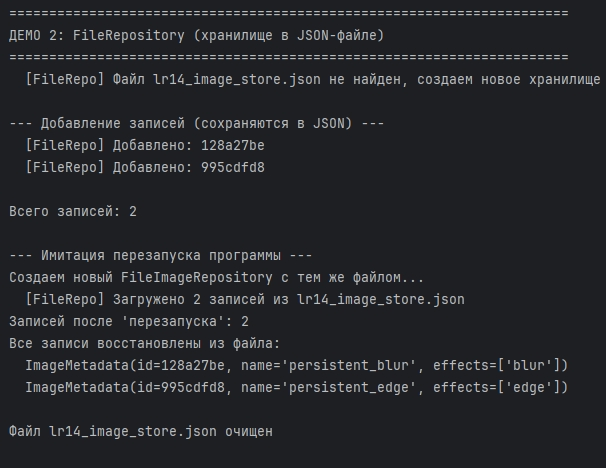 ======================================================================
ДЕМО 2: FileRepository (хранилище в JSON-файле)
======================================================================
[FileRepo] Файл lr14_image_store.json не найден, создаем новое хранилище
--- Добавление записей (сохраняются в JSON) ---
[FileRepo] Добавлено: 128a27be
[FileRepo] Добавлено: 995cdfd8
Всего записей: 2
--- Имитация перезапуска программы ---
Создаем новый FileImageRepository с тем же файлом...
[FileRepo] Загружено 2 записей из lr14_image_store.json
Записей после 'перезапуска': 2
Все записи восстановлены из файла:
ImageMetadata(id=128a27be, name='persistent_blur', effects=['blur'])
ImageMetadata(id=995cdfd8, name='persistent_edge', effects=['edge'])
Файл lr14_image_store.json очищен